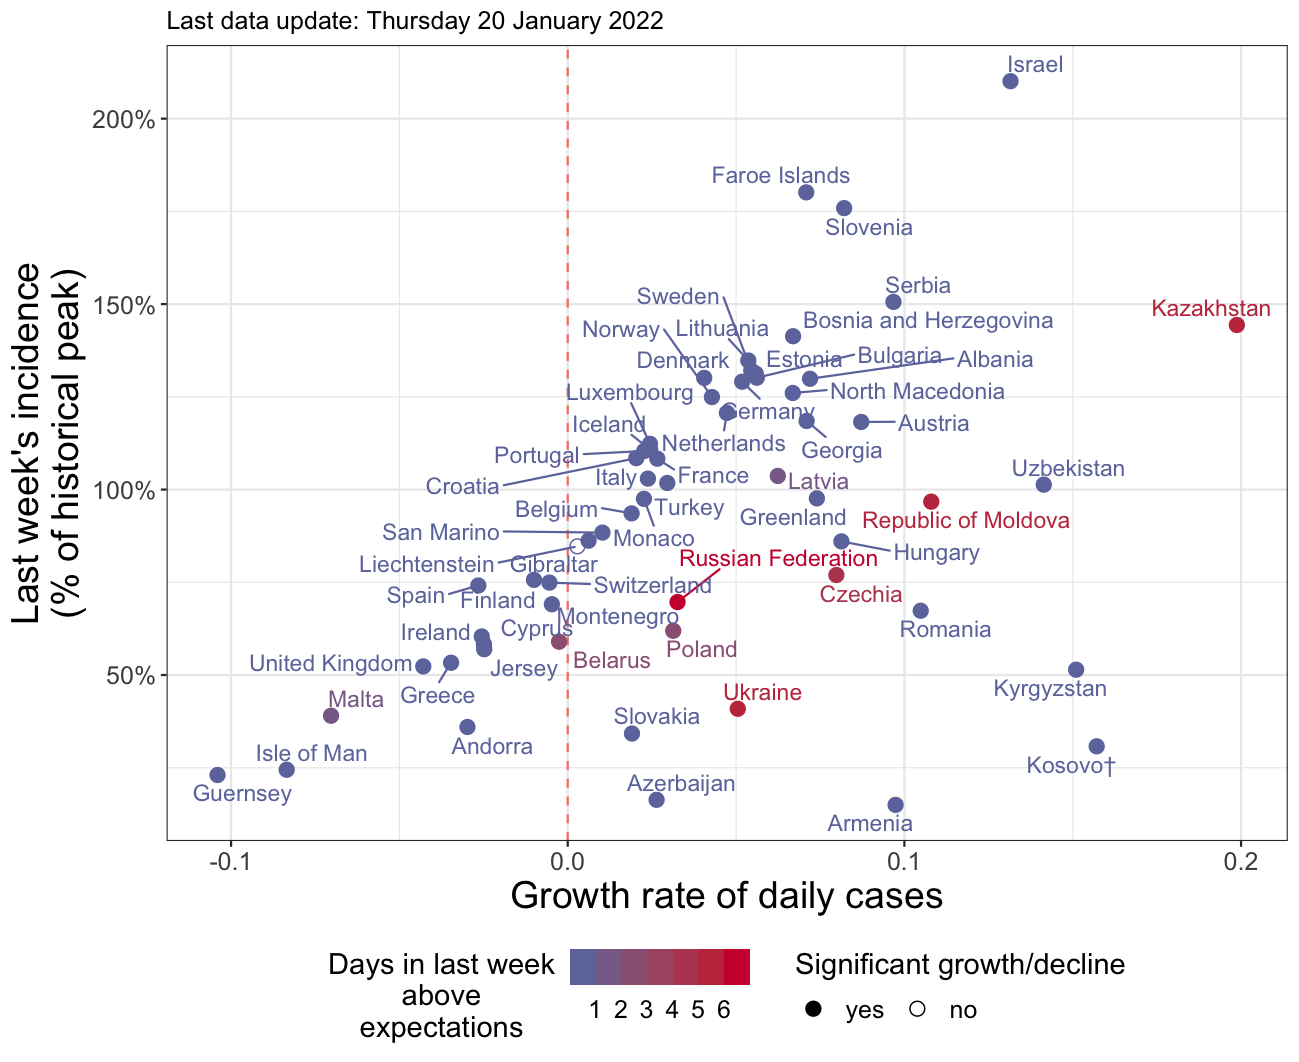 Last data update: Thursday 20 January 2022
Last week's incidence
(% of historical peak)
200%
150%
100%
50%
Israel
Faroe Islands
Slovenia
Serbia
Sweden
Kazakhstan
Bosnia and Herzegovina
Norway
Lithuania
Denmark
Estonia
Bulgaria
Albania
Luxembourg
North Macedonia
Germany
Iceland
Austria
Netherlands
Georgia
Portugal
Uzbekistan
Italy
France
Latvia
Croatia
Belgium
Turkey
Greenland
Republic of Moldova
San Marino
Monaco
Hungary
Liechtenstein
Gibraltar
Russian Federation
Switzerland
Spain
Finland
Czechia
Montenegro
Cyprus
Romania
Ireland
Poland
United Kingdom
Jersey
Belarus
Greece
Kyrgyzstan
Malta
Ukraine
Slovakia
Andorra
Isle of Man
Kosovo†
Guernsey
Azerbaijan
Armenia
-0.1
0.0
0.1
0.2
Growth rate of daily cases
Days in last week
above
expectations
1 2 3 4 5 6
Significant growth/decline
yes
no